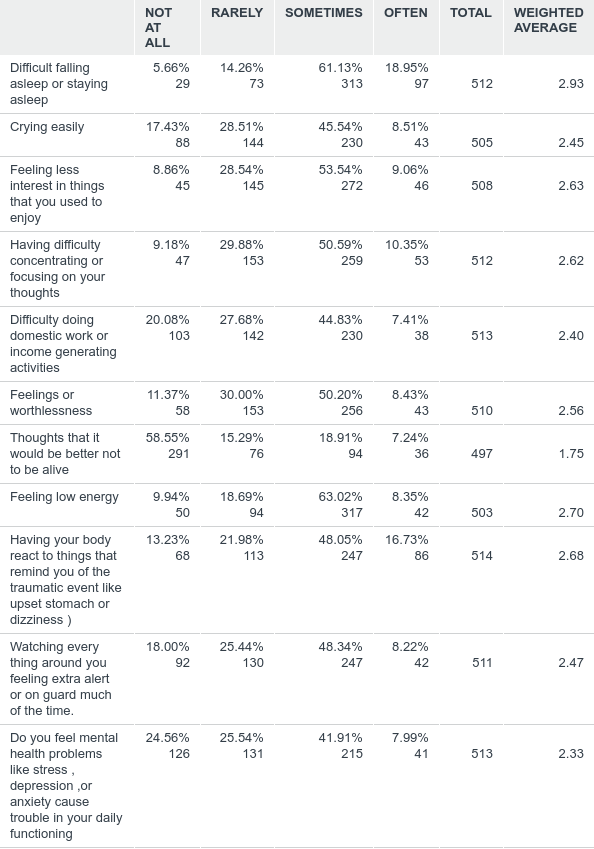 NOT AT ALL RARELY SOMETIMES OFTEN TOTAL WEIGHTED AVERAGE
Difficult falling 5.66% 14.26% 61.13% 18.95%
asleep or staying 29 73 313 97 512 2.93
asleep
Crying easily 17.43% 28.51% 45.54% 8.51%
88 144 230 43 505 2.45
Feeling less 8.86% 28.54% 53.54% 9.06%
interest in things 45 145 272 46 508 2.63
that you used to
enjoy
Having difficulty 9.18% 29.88% 50.59% 10.35%
concentrating or 47 153 259 53 512 2.62
focusing on your
thoughts
Difficulty doing 20.08% 27.68% 44.83% 7.41%
domestic work or 103 142 230 38 513 2.40
income generating
activities
Feelings or 11.37% 30.00% 50.20% 8.43%
worthlessness 58 153 256 43 510 2.56
Thoughts that it 58.55% 15.29% 18.91% 7.24%
would be better not 291 76 94 36 497 1.75
to be alive
Feeling low energy 9.94% 18.69% 63.02% 8.35%
50 94 317 42 503 2.70
Having your body 13.23% 21.98% 48.05% 16.73%
react to things that 68 113 247 86 514 2.68
remind you of the
traumatic event like
upset stomach or
dizziness )
Watching every 18.00% 25.44% 48.34% 8.22%
thing around you 92 130 247 42 511 2.47
feeling extra alert
or on guard much
of the time.
Do you feel mental 24.56% 25.54% 41.91% 7.99%
health problems 126 131 215 41 513 2.33
like stress ,
depression ,or
anxiety cause
trouble in your daily
functioning